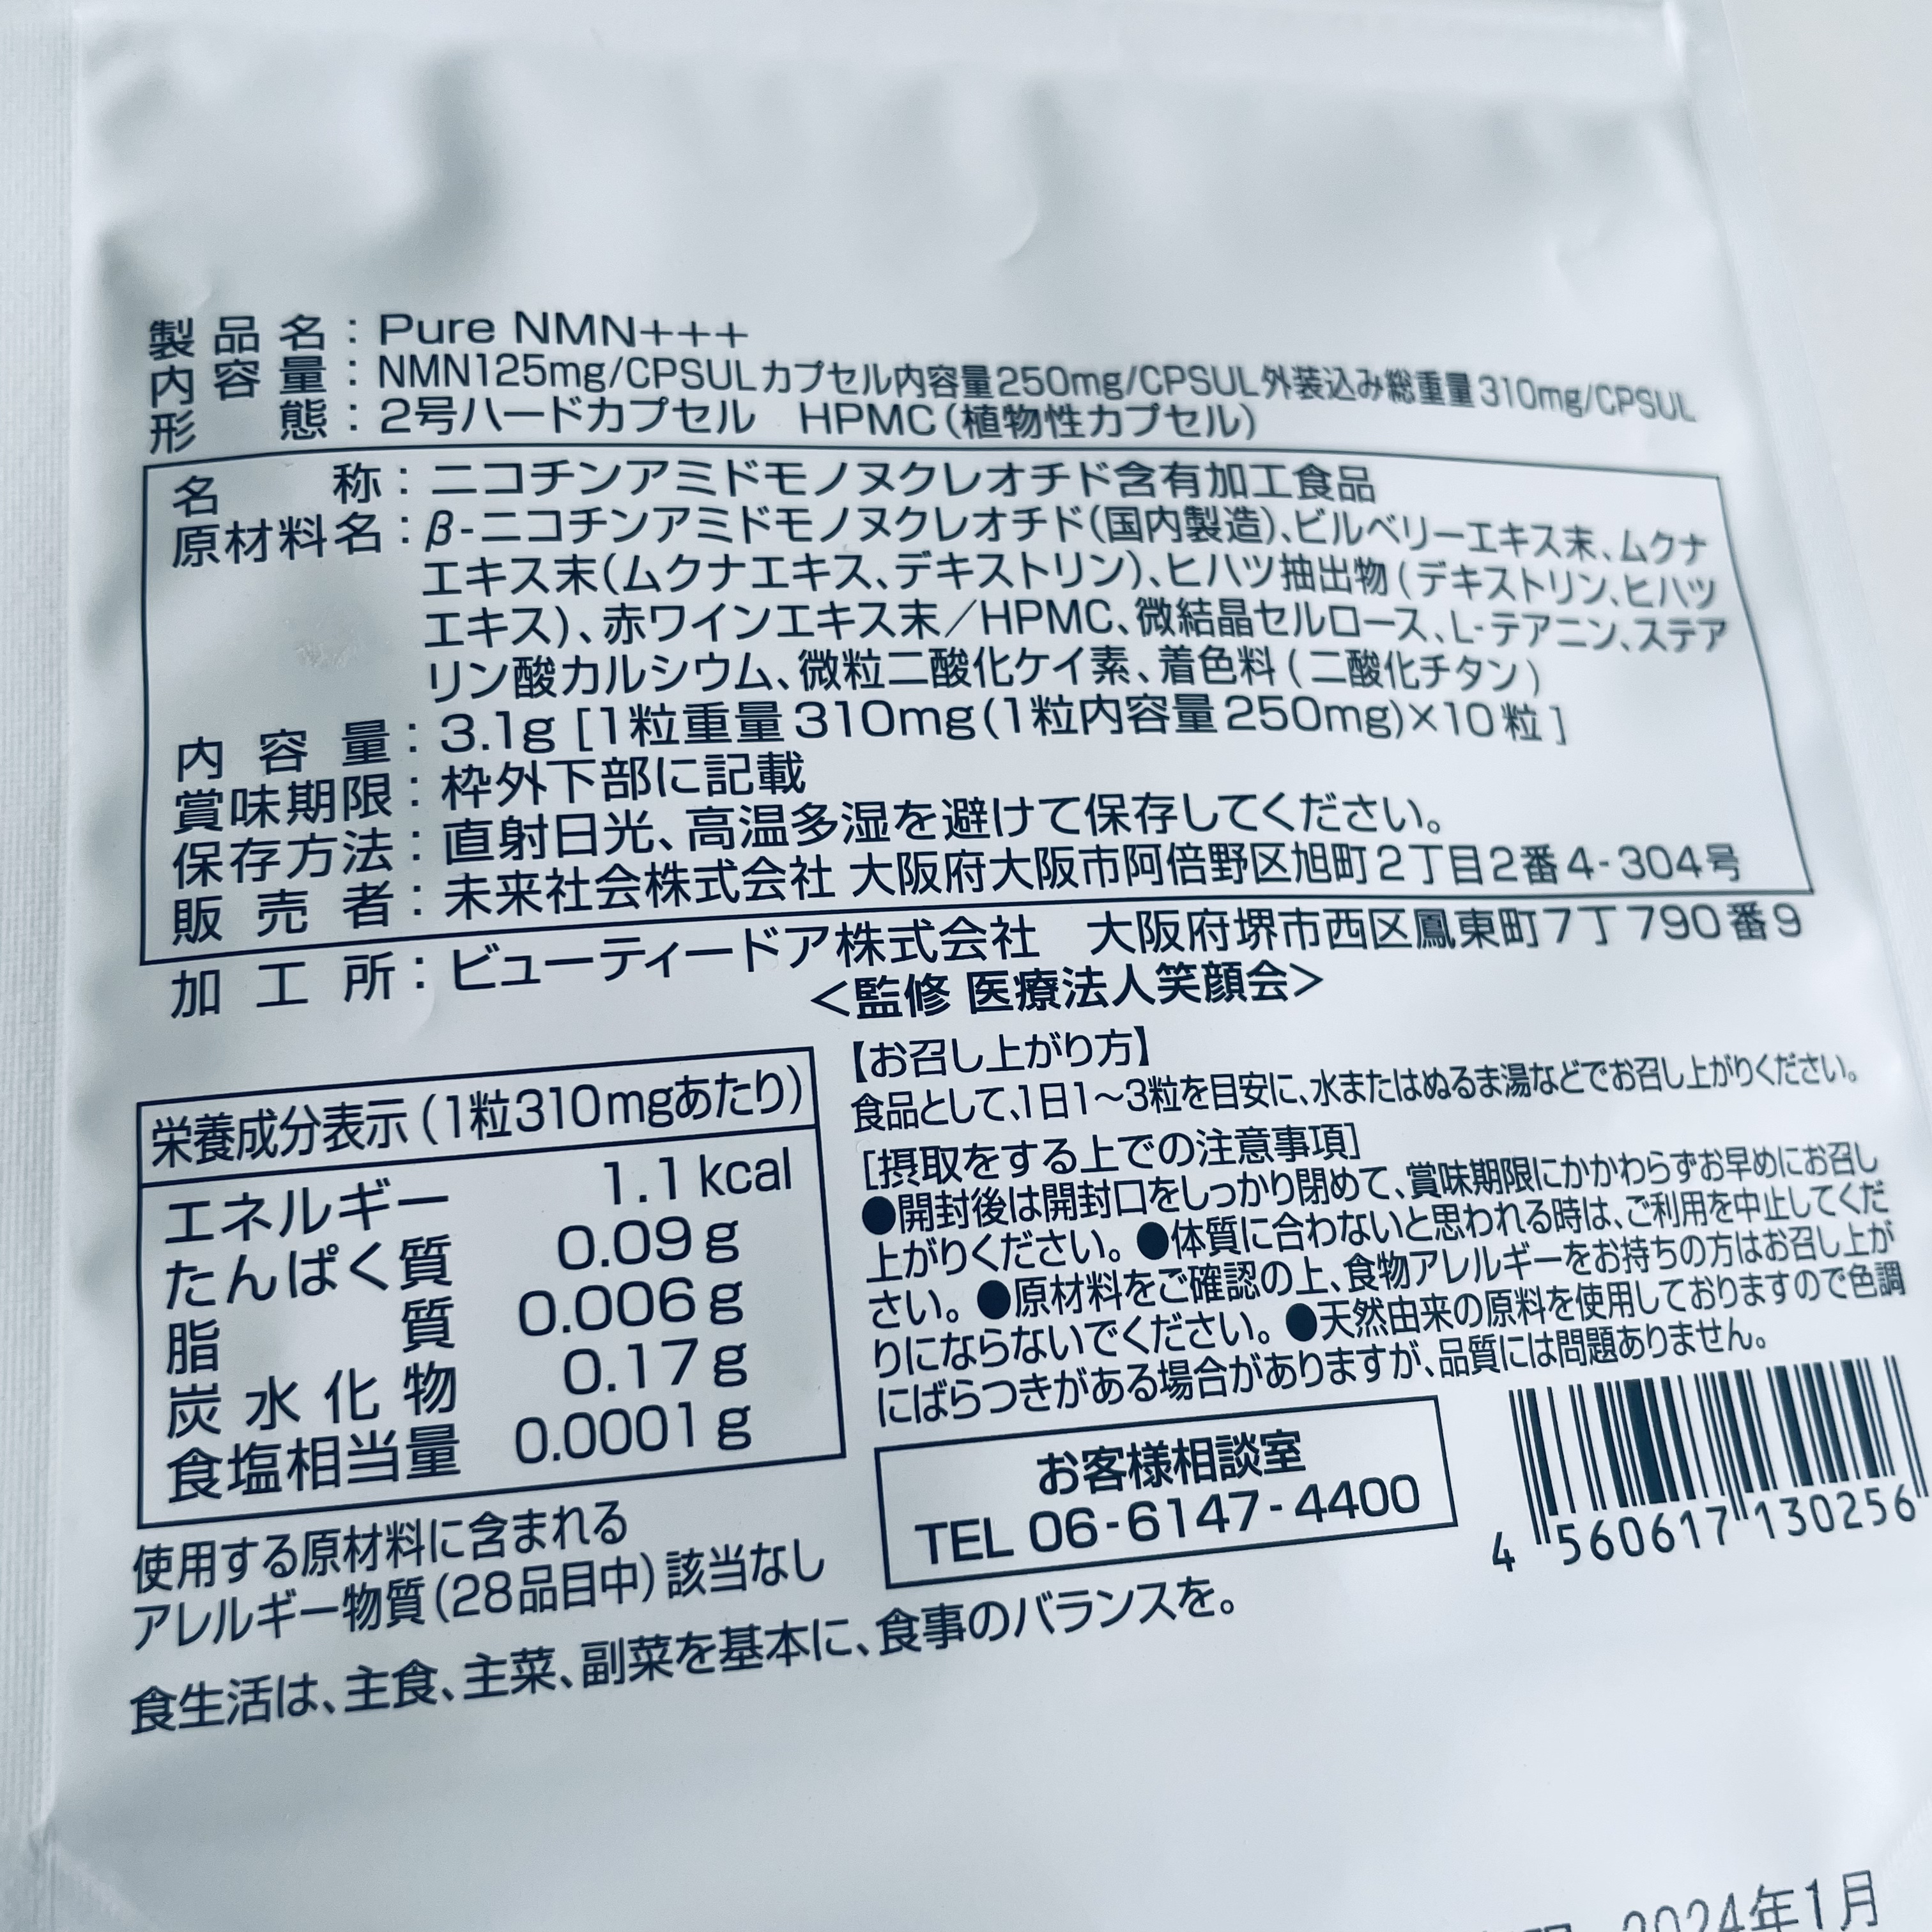 製品名：Pure NMN+++
内容量：NMN125mg/CPSULカプセル内容量250mg/CPSUL外装込み総重量310mg/CPSUL
形態：2号ハードカプセル HPMC(植物性カプセル)
名称：ニコチンアミドモノヌクレオチド含有加工食品
原材料名：β-ニコチンアミドモノヌクレオチド(国内製造)、ビルベリーエキス末、ムクナ
エキス末(ムクナエキス、デキストリン)、ヒハツ抽出物(デキストリン、ヒハツ
エキス)、赤ワインエキス末／HPMC、微結晶セルロース、L-テアニン、ステア
リン酸カルシウム、微粒二酸化ケイ素、着色料(二酸化チタン)
内容量：3.1g [1粒重量310mg(1粒内容量250mg)×10粒]
賞味期限：枠外下部に記載
保存方法：直射日光、高温多湿を避けて保存してください。
販売者：未来社会株式会社 大阪府大阪市阿倍野区旭町2丁目2番4-304号
加工所：ビューティードア株式会社 大阪府堺市西区鳳東町7丁790番9
<監修 医療法人笑顔会>
栄養成分表示(1粒310mgあたり)
エネルギー 1.1kcal
たんぱく質 0.09g
脂質 0.006g
炭水化物 0.17g
食塩相当量 0.0001g
使用する原材料に含まれる
アレルギー物質(28品目中)該当なし
【お召し上がり方】
食品として、1日1〜3粒を目安に、水またはぬるま湯などでお召し上がりください。
[摂取をする上での注意事項]
●開封後は開封口をしっかり閉めて、賞味期限にかかわらずお早めにお召し
上がりください。●体質に合わないと思われる時は、ご利用を中止してくだ
さい。●原材料をご確認の上、食物アレルギーをお持ちの方はお召し上が
りにならないでください。●天然由来の原料を使用しておりますので色調
にばらつきがある場合がありますが、品質には問題ありません。
お客様相談室
TEL 06-6147-4400
4 560617 130256
食生活は、主食、主菜、副菜を基本に、食事のバランスを。
2024年1月